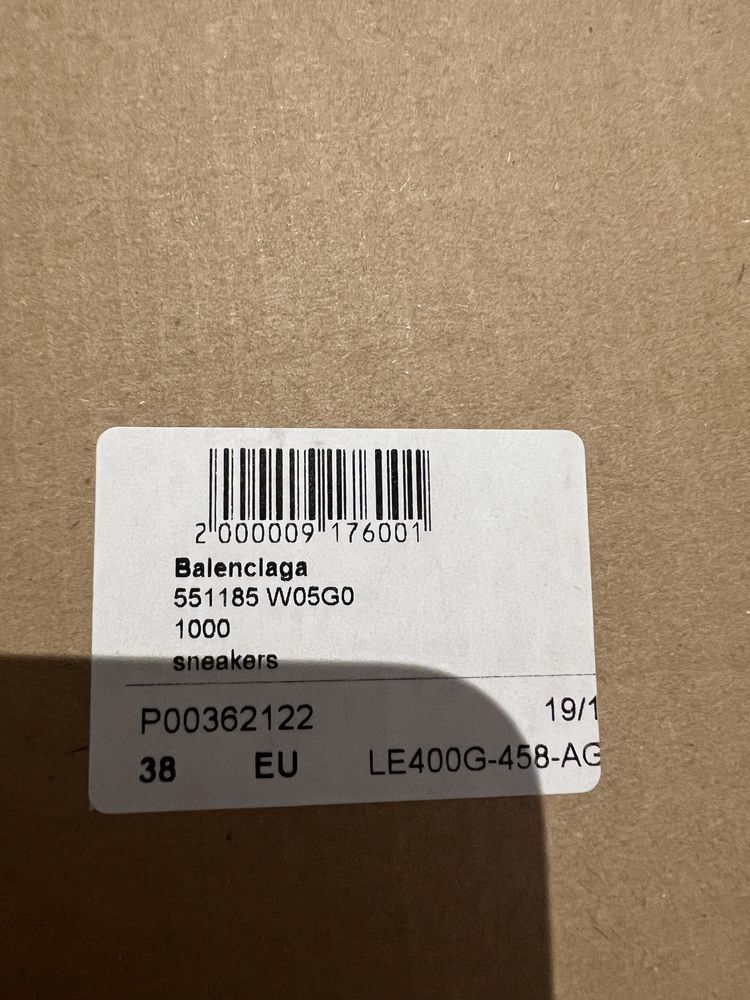 2 000009 176001
Balenciaga
551185 W05G0
1000
sneakers
P00362122 19/1
38 EU LE400G-458-AG